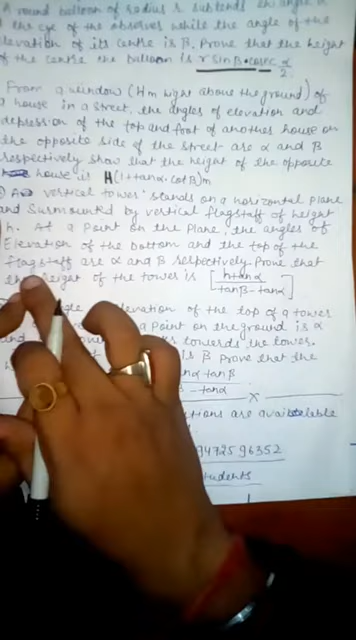 A round balloon of radius r subtends an angle α
the eye of the observer while the angle of the
elevation of its centre is β. Prove that the height
of the centre the balloon is r sinβ • cosec α/2
From a window (H m hight above the ground) of
a house in a street, the angles of elevation and
depression of the top and foot of another house on
the opposite side of the street are α and β
respectively show that the height of the opposite
house is H(1+tanα.cotβ)m
vertical tower stands on a horizontal plane
and Surmounted by vertical flagstaff of height
h. At a point on the Plane, the angles of
Elevation of the bottom and the top of the
flagstaff are α and β respectively. Prove that
the height of the tower is [htanα / tanβ - tanα]
elevation of the top of a tower
a point on the ground is α
towards the tower.
is β prove that the
tanβ
- tanα
x
are available
9472596352